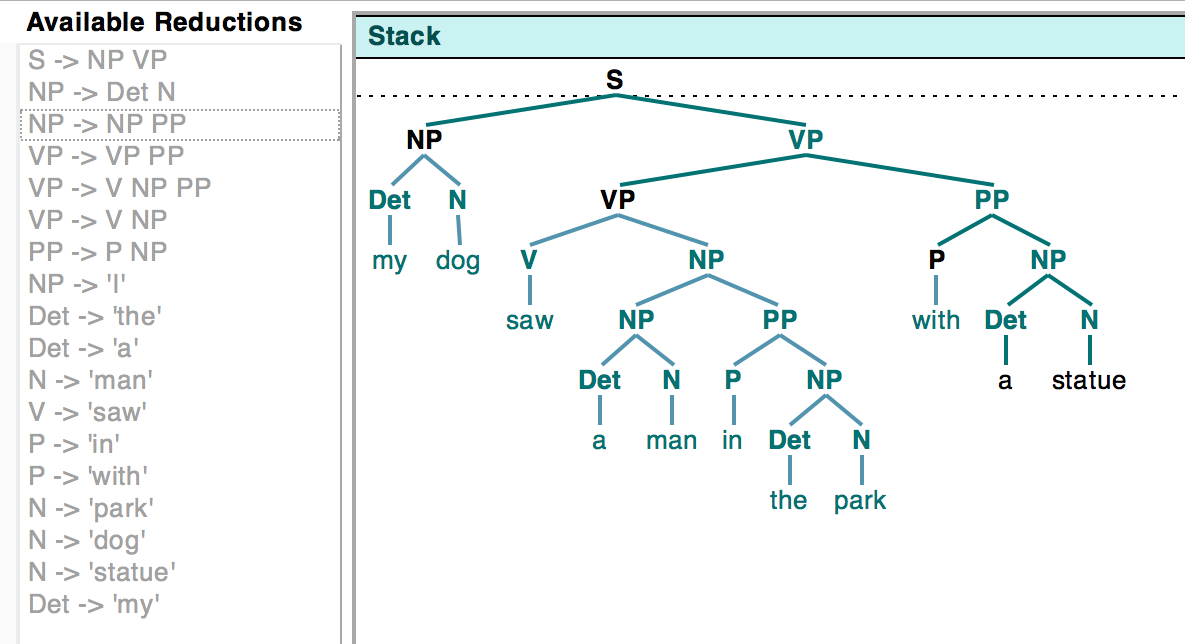 Available Reductions
S -> NP VP
NP -> Det N
NP -> NP PP
VP -> VP PP
VP -> V NP PP
VP -> V NP
PP -> P NP
NP -> 'I'
Det -> 'the'
Det -> 'a'
N -> 'man'
V -> 'saw'
P -> 'in'
P -> 'with'
N -> 'park'
N -> 'dog'
N -> 'statue'
Det -> 'my'
Stack
S
NP VP
Det N VP PP
my dog V NP P NP
saw NP PP with Det N
Det N P NP a statue
a man in Det N
the park